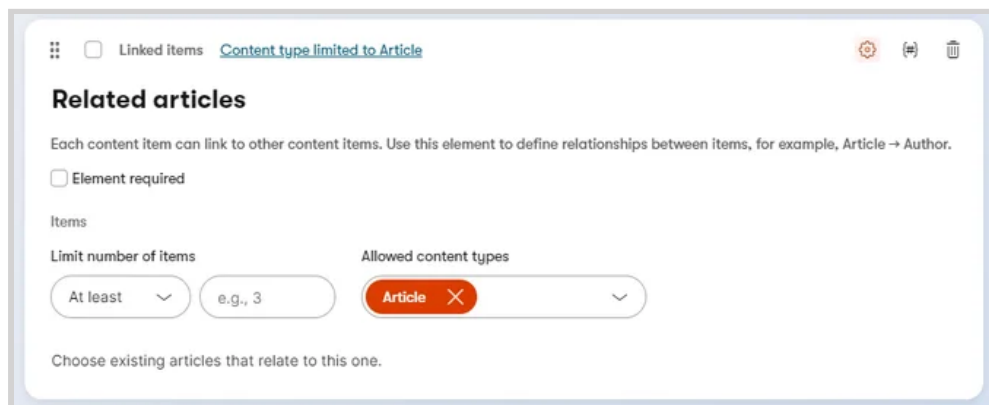 Linked items Content type limited to Article {#}
Related articles
Each content item can link to other content items. Use this element to define relationships between items, for example, Article → Author.
Element required
Items
Limit number of items Allowed content types
At least e.g., 3 Article
Choose existing articles that relate to this one.